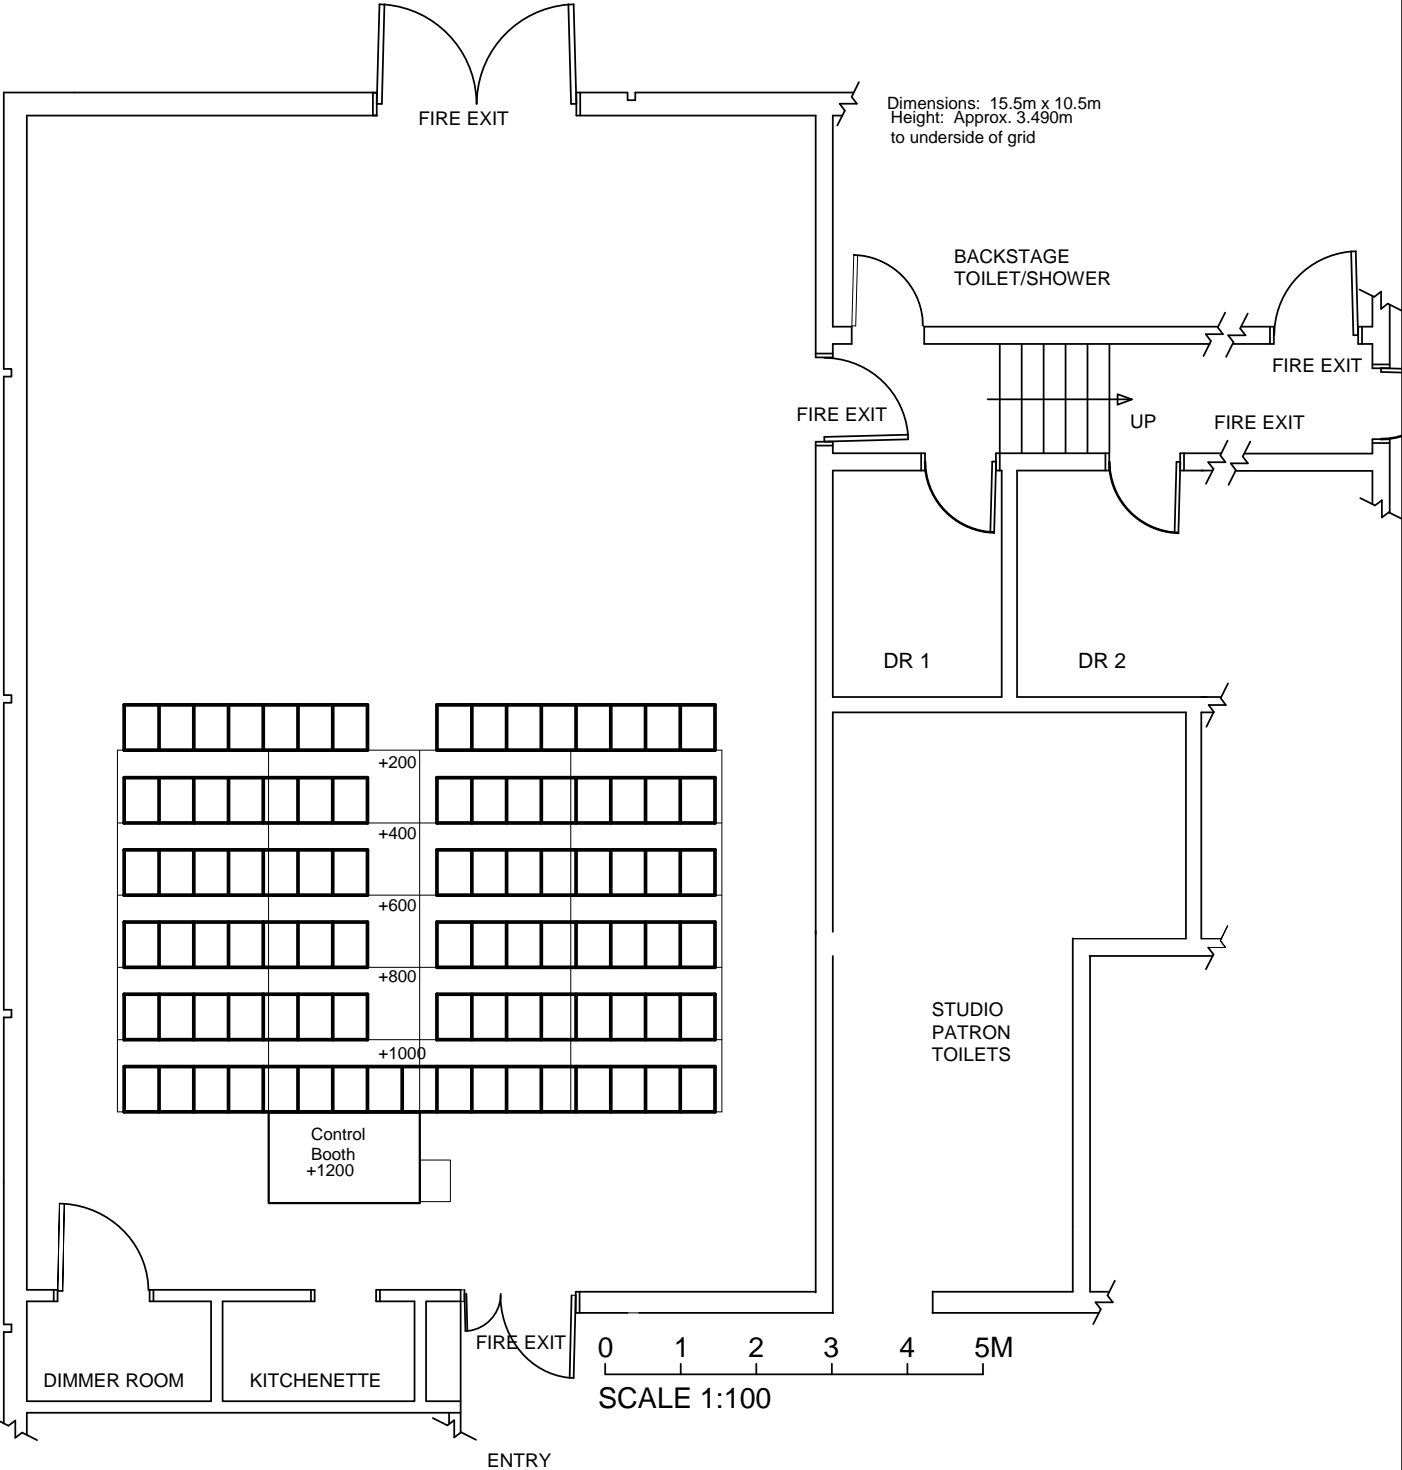 FIRE EXIT
Dimensions: 15.5m x 10.5m
Height: Approx. 3.490m
to underside of grid
BACKSTAGE
TOILET/SHOWER
FIRE EXIT
FIRE EXIT
UP
FIRE EXIT
DR 1
DR 2
+200
+400
+600
+800
+1000
STUDIO
PATRON
TOILETS
Control
Booth
+1200
FIRE EXIT
DIMMER ROOM
KITCHENETTE
0 1 2 3 4 5M
SCALE 1:100
ENTRY